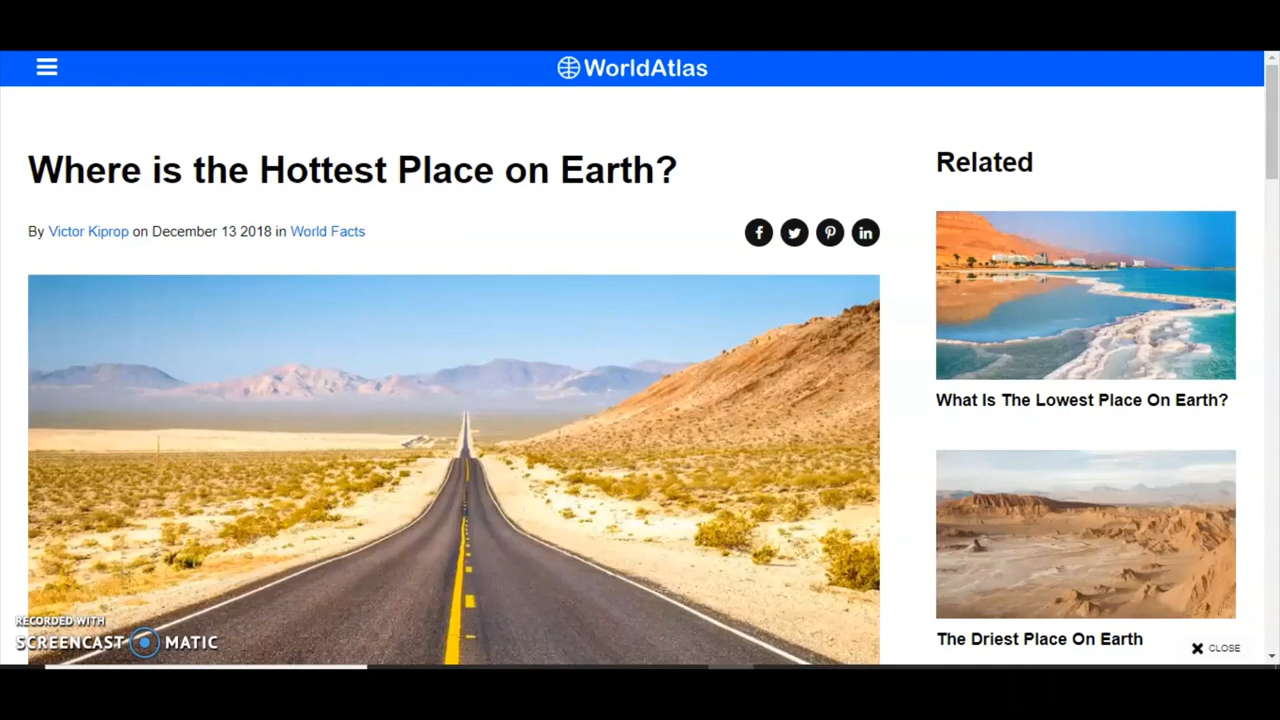 WorldAtlas
Where is the Hottest Place on Earth?
By Victor Kiprop on December 13 2018 in World Facts
Related
What Is The Lowest Place On Earth?
The Driest Place On Earth
CLOSE
RECORDED WITH
SCREENCAST MATIC